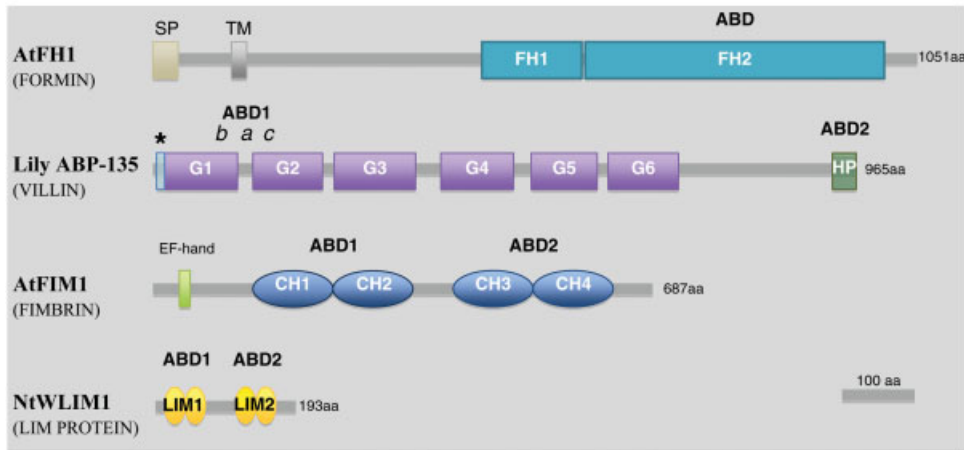 SP TM ABD
AtFH1 FH1 FH2 1051aa
(FORMIN)
ABD1
* b a c ABD2
Lily ABP-135 G1 G2 G3 G4 G5 G6 HP 965aa
(VILLIN)
EF-hand ABD1 ABD2
AtFIM1 CH1 CH2 CH3 CH4 687aa
(FIMBRIN)
ABD1 ABD2
100 aa
NtWLIM1 LIM1 LIM2 193aa
(LIM PROTEIN)